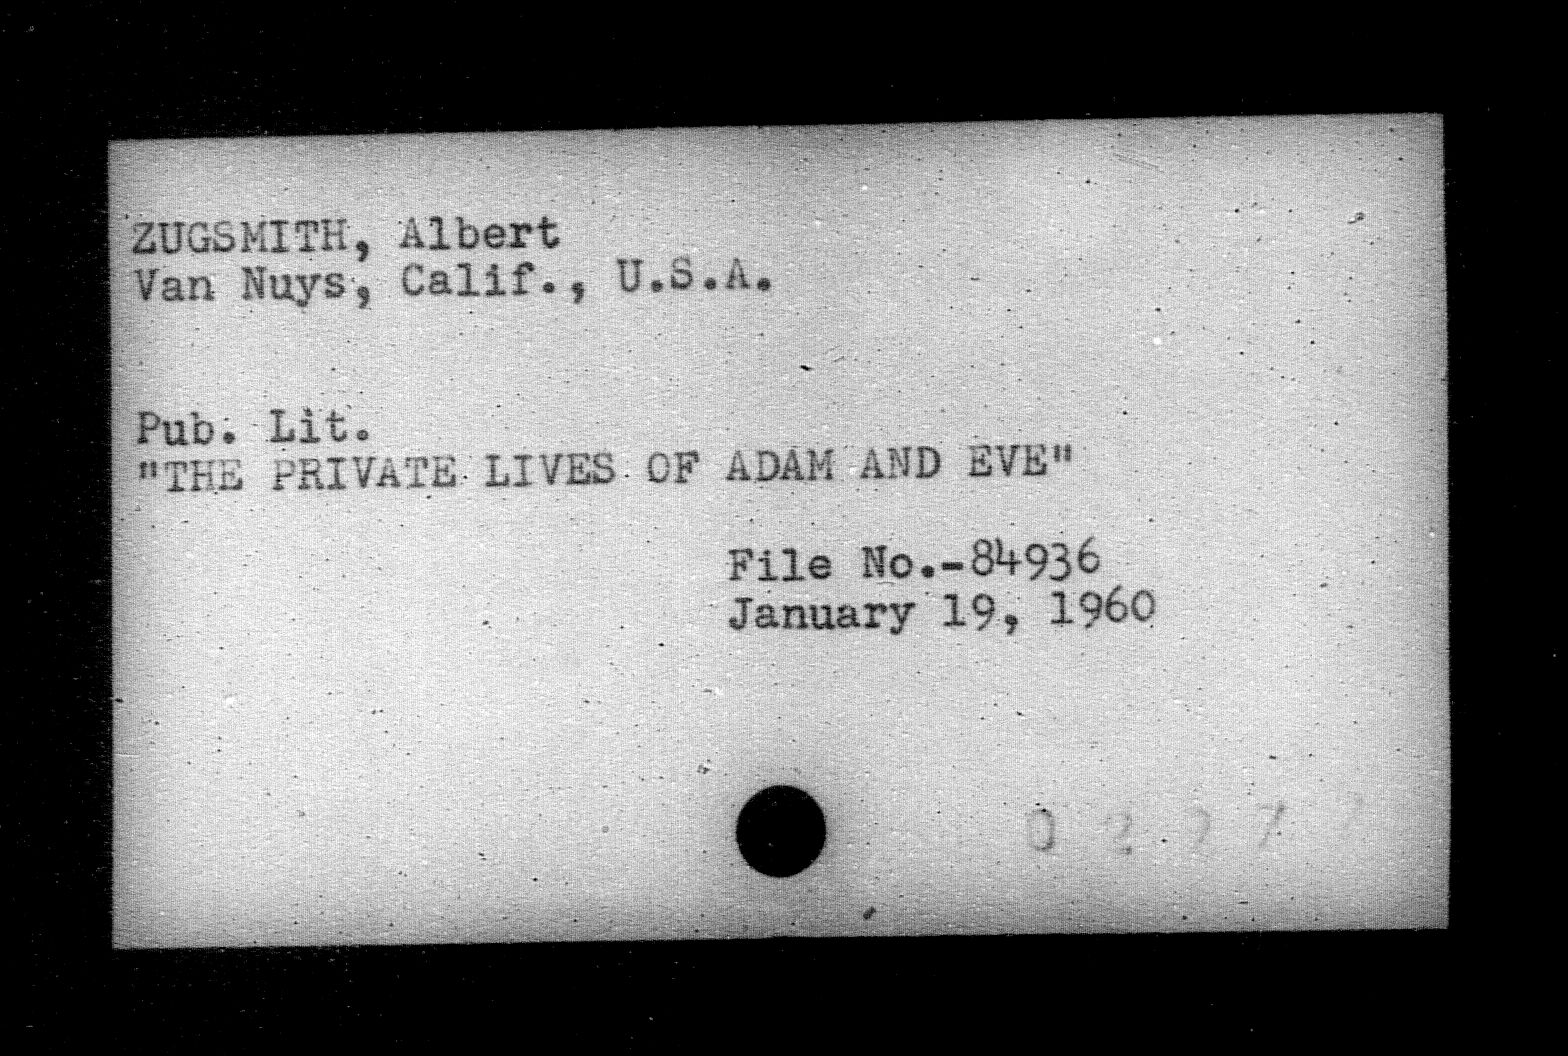 ZUGSMITH, Albert
Van Nuys, Calif., U.S.A.
Pub. Lit.
"THE PRIVATE LIVES OF ADAM AND EVE"
File No.-84936
January 19, 1960